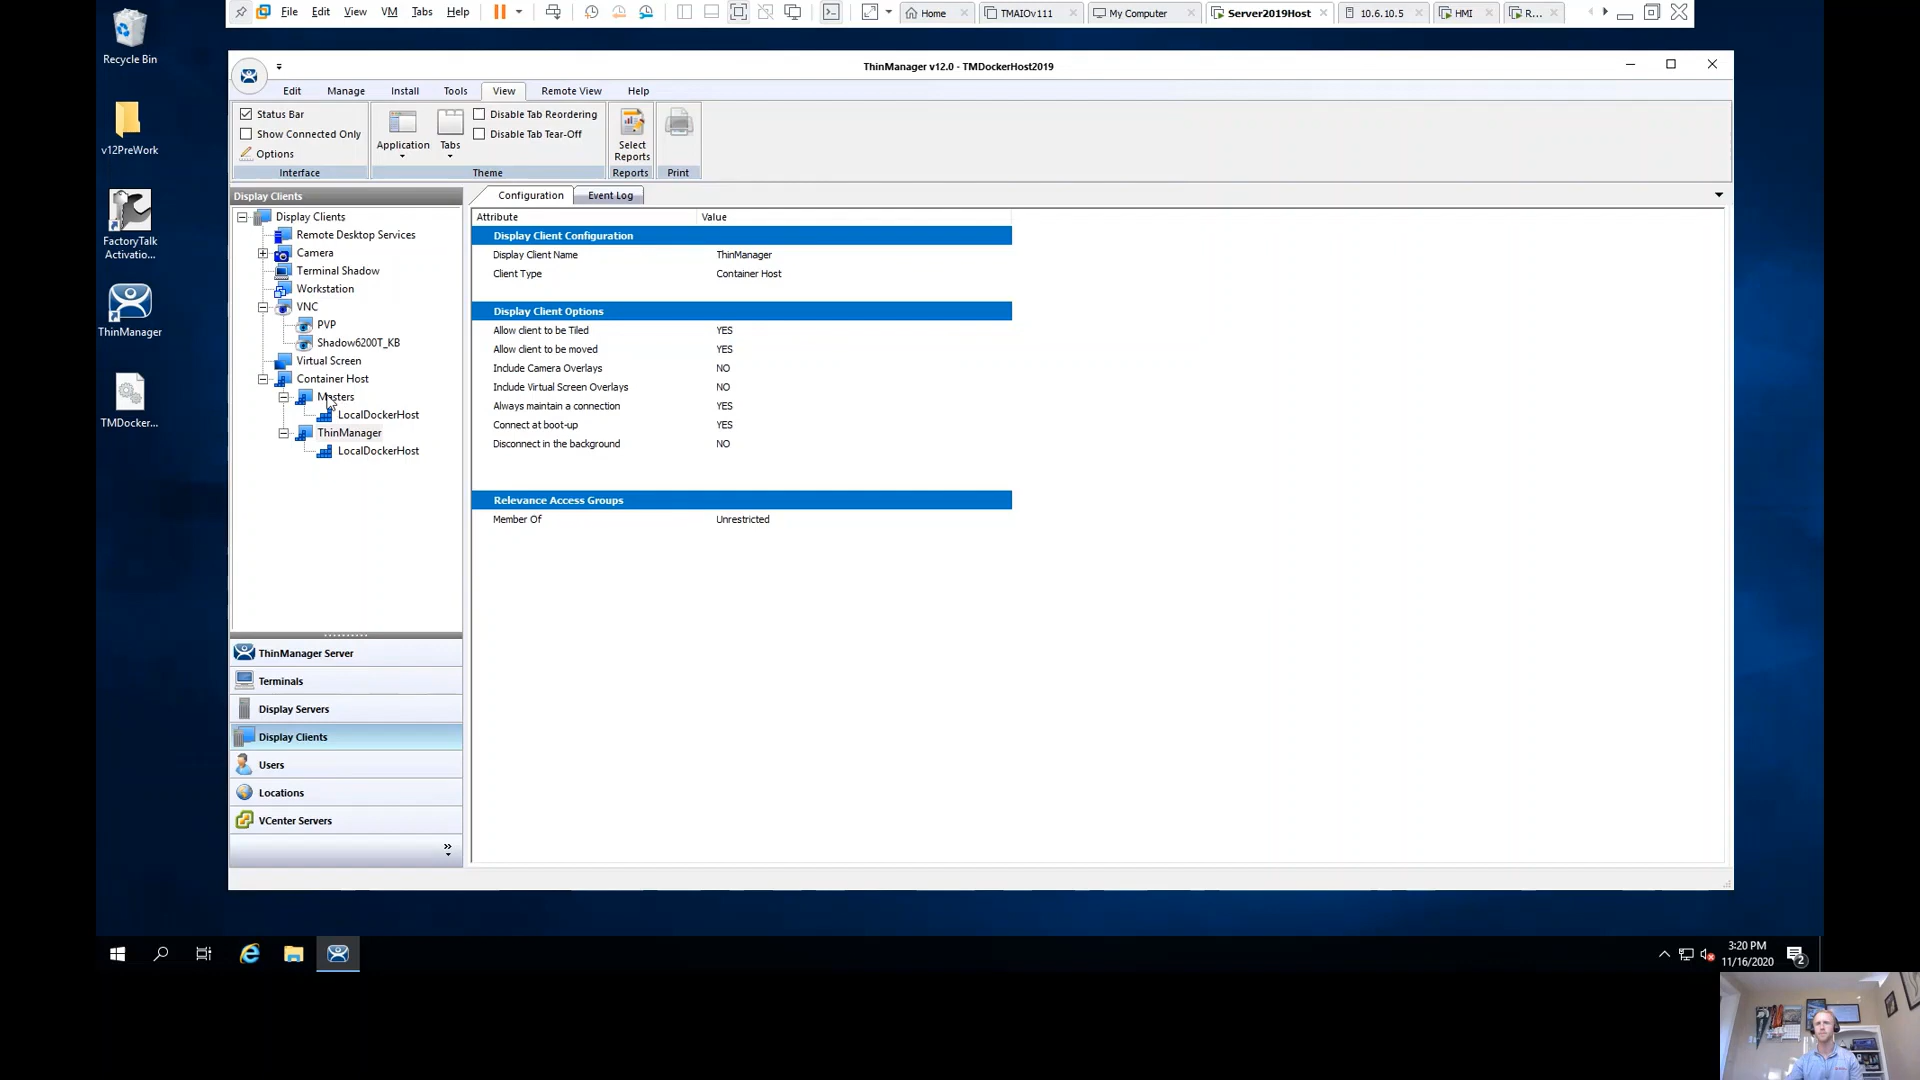 File Edit View VM Tabs Help
Home TMAIOv111 My Computer Server2019Host 10.6.10.5 HMI R...
Recycle Bin
v12PreWork
FactoryTalk
Activatio...
ThinManager
TMDocker...
ThinManager v12.0 - TMDockerHost2019
Edit Manage Install Tools View Remote View Help
Status Bar
Show Connected Only
Options
Interface
Application Tabs
Disable Tab Reordering
Disable Tab Tear-Off
Theme
Select
Reports
Reports
Print
Display Clients
Display Clients
Remote Desktop Services
Camera
Terminal Shadow
Workstation
VNC
PVP
Shadow6200T_KB
Virtual Screen
Container Host
Masters
LocalDockerHost
ThinManager
LocalDockerHost
ThinManager Server
Terminals
Display Servers
Display Clients
Users
Locations
VCenter Servers
Configuration Event Log
Attribute Value
Display Client Configuration
Display Client Name ThinManager
Client Type Container Host
Display Client Options
Allow client to be Tiled YES
Allow client to be moved YES
Include Camera Overlays NO
Include Virtual Screen Overlays NO
Always maintain a connection YES
Connect at boot-up YES
Disconnect in the background NO
Relevance Access Groups
Member Of Unrestricted
3:20 PM
11/16/2020
2